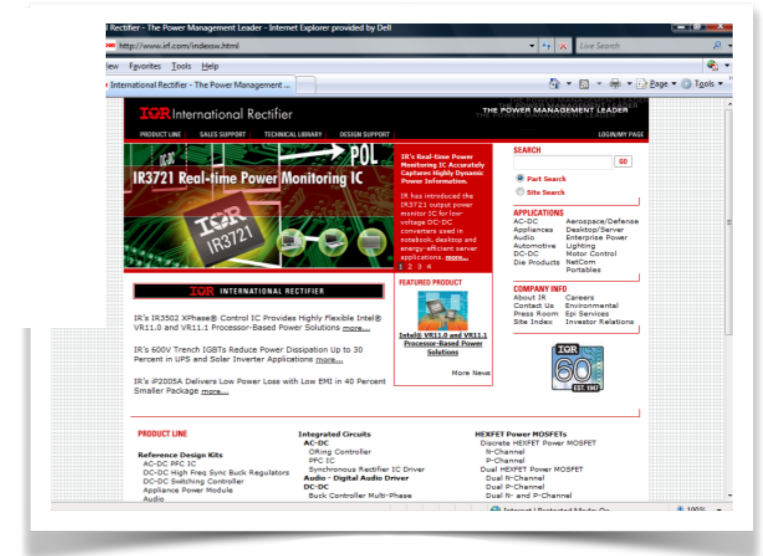 l Rectifier - The Power Management Leader - Internet Explorer provided by Dell
http://www.irf.com/indexsw.html
Live Search
iew Favorites Tools Help
International Rectifier - The Power Management ...
Page Tools
IOR International Rectifier
THE POWER MANAGEMENT LEADER
PRODUCT LINE SALES SUPPORT TECHNICAL LIBRARY DESIGN SUPPORT
LOGIN/MY PAGE
DC-DC
POL
IR3721 Real-time Power Monitoring IC
IOR
IR3721
IR's Real-time Power
Monitoring IC Accurately
Captures Highly Dynamic
Power Information.
IR has introduced the
IR3721 output power
monitor IC for low-
voltage DC-DC
converters used in
notebook, desktop and
energy-efficient server
applications. more...
1 2 3 4
SEARCH
GO
Part Search
Site Search
APPLICATIONS
AC-DC Aerospace/Defense
Appliances Desktop/Server
Audio Enterprise Power
Automotive Lighting
DC-DC Motor Control
Die Products NetCom
Portables
COMPANY INFO
About IR Careers
Contact Us Environmental
Press Room Epi Services
Site Index Investor Relations
IOR
60
EST. 1947
IOR INTERNATIONAL RECTIFIER
IR's IR3502 XPhase® Control IC Provides Highly Flexible Intel®
VR11.0 and VR11.1 Processor-Based Power Solutions more...
IR's 600V Trench IGBTs Reduce Power Dissipation Up to 30
Percent in UPS and Solar Inverter Applications more...
IR's iP2005A Delivers Low Power Loss with Low EMI in 40 Percent
Smaller Package more...
FEATURED PRODUCT
Intel® VR11.0 and VR11.1
Processor-Based Power
Solutions
More News
PRODUCT LINE
Reference Design Kits
AC-DC PFC IC
DC-DC High Freq Sync Buck Regulators
DC-DC Switching Controller
Appliance Power Module
Audio
Integrated Circuits
AC-DC
ORing Controller
PFC IC
Synchronous Rectifier IC Driver
Audio - Digital Audio Driver
DC-DC
Buck Controller Multi-Phase
HEXFET Power MOSFETs
Discrete HEXFET Power MOSFET
N-Channel
P-Channel
Dual HEXFET Power MOSFET
Dual N-Channel
Dual P-Channel
Dual N- and P-Channel
Internet | Protected Mode: On
100%